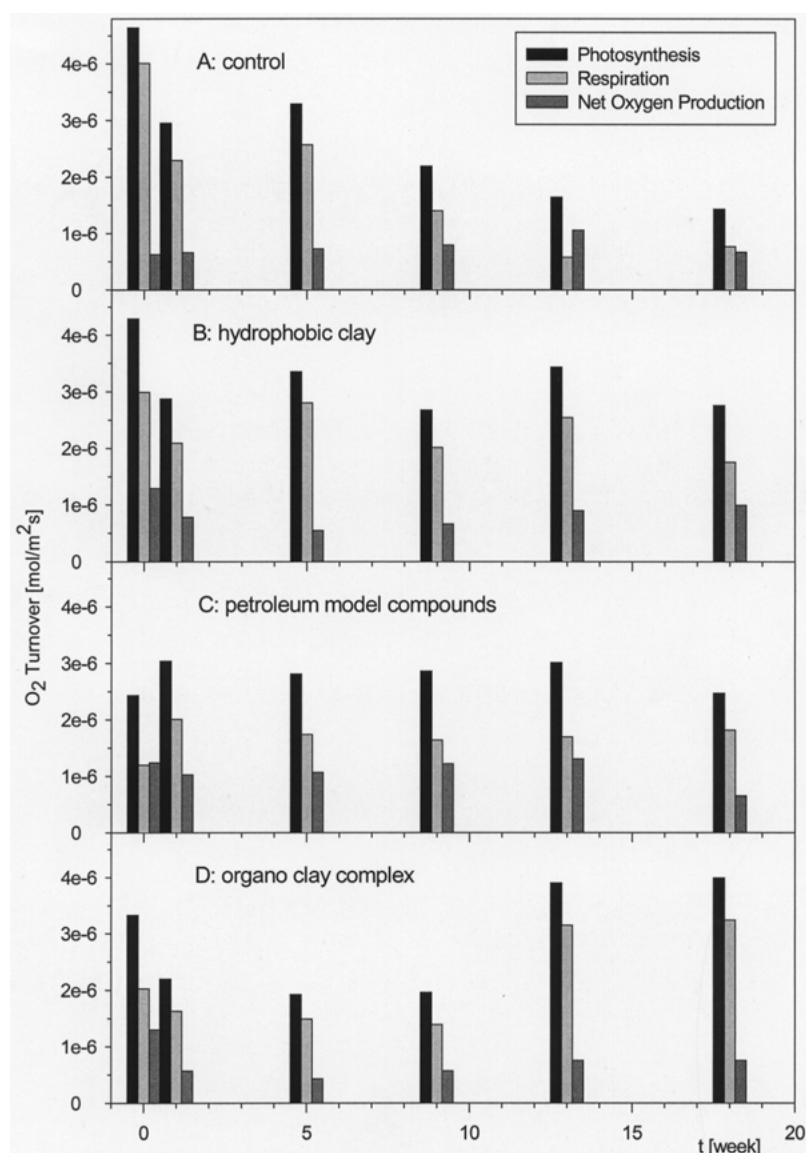 A: control
Photosynthesis
Respiration
Net Oxygen Production
4e-6
3e-6
2e-6
1e-6
0
B: hydrophobic clay
4e-6
3e-6
2e-6
1e-6
0
C: petroleum model compounds
4e-6
3e-6
2e-6
1e-6
0
D: organo clay complex
4e-6
3e-6
2e-6
1e-6
0
O2 Turnover [mol/m2s]
0 5 10 15 20
t [week]